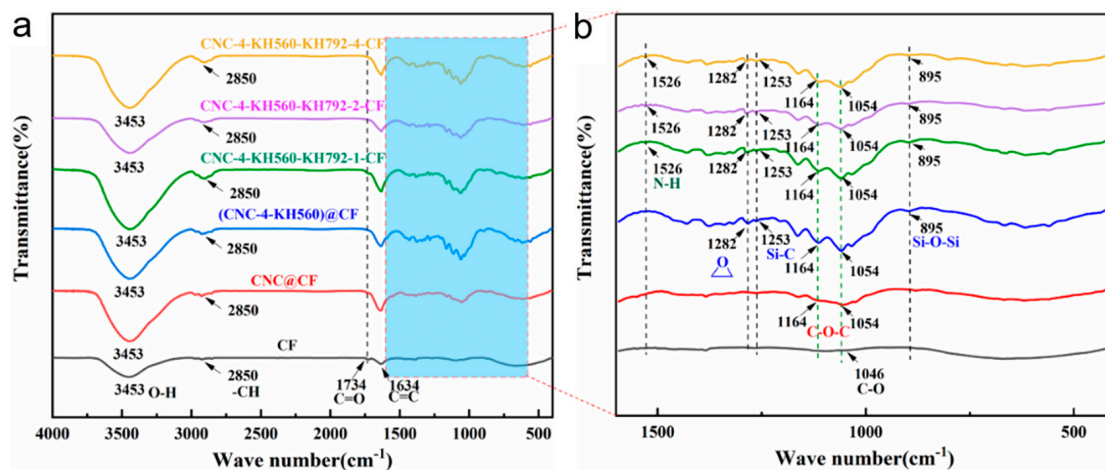 a
CNC-4-KH560-KH792-4-CF
2850
3453
CNC-4-KH560-KH792-2-CF
2850
3453
CNC-4-KH560-KH792-1-CF
2850
3453
(CNC-4-KH560)@CF
2850
3453
CNC@CF
2850
3453
CF
2850
3453 O-H
-CH
1734
C=O
1634
C=C
Transmittance(%)
4000 3500 3000 2500 2000 1500 1000 500
Wave number(cm-1)
b
1526 1282 1253 1164 1054 895
1526 1282 1253 1164 1054 895
1526 1282 1253 1164 1054 895
N-H
1282 1253 1164 1054 895
O
Si-C
Si-O-Si
1164 1054
C-O-C
1046
C-O
Transmittance(%)
1500 1000 500
Wave number(cm-1)